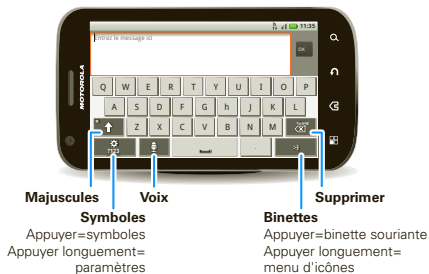 11:35
Entrez le message ici
OK
MOTOROLA
Q W E R T Y U I O P
A S D F G h J K L
Z X C V B N M
?123
.
:-)
Majuscules
Voix
Supprimer
Symboles
Appuyer=symboles
Appuyer longuement=
paramètres
Binettes
Appuyer=binette souriante
Appuyer longuement=
menu d'icônes